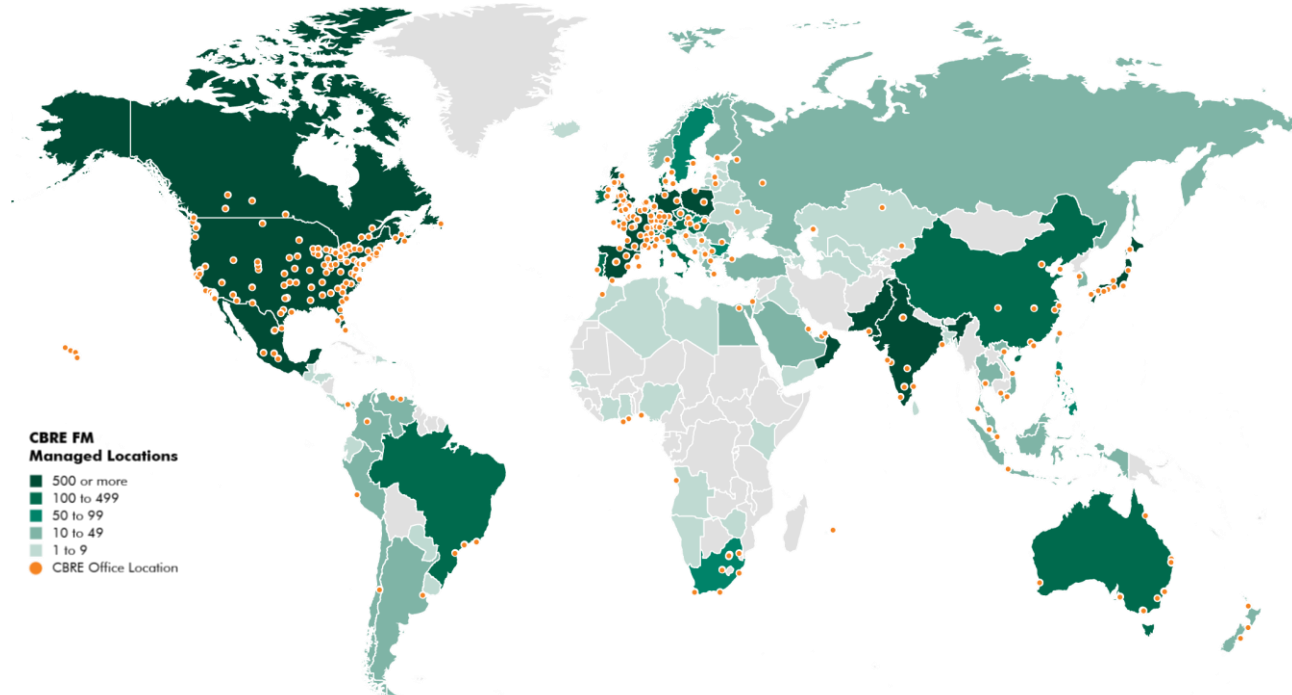 CBRE FM
Managed Locations
500 or more
100 to 499
50 to 99
10 to 49
1 to 9
CBRE Office Location